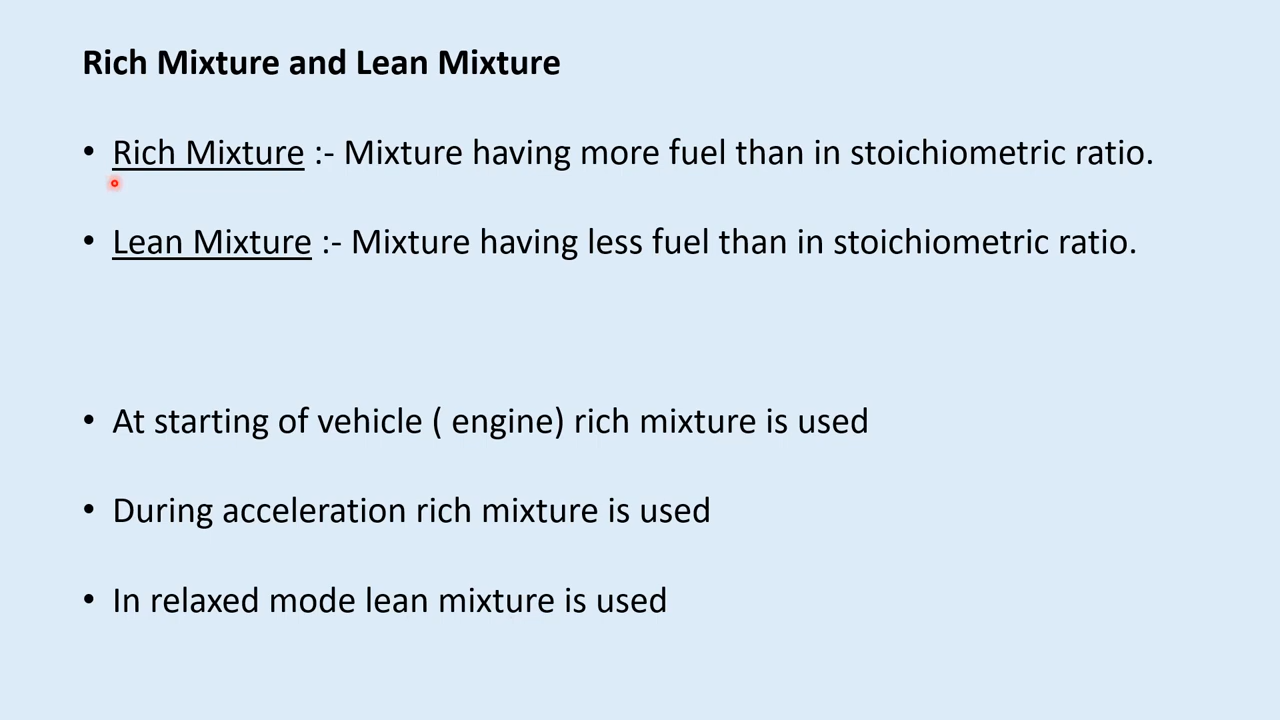 Rich Mixture and Lean Mixture
• Rich Mixture :- Mixture having more fuel than in stoichiometric ratio.
• Lean Mixture :- Mixture having less fuel than in stoichiometric ratio.
• At starting of vehicle ( engine) rich mixture is used
• During acceleration rich mixture is used
• In relaxed mode lean mixture is used